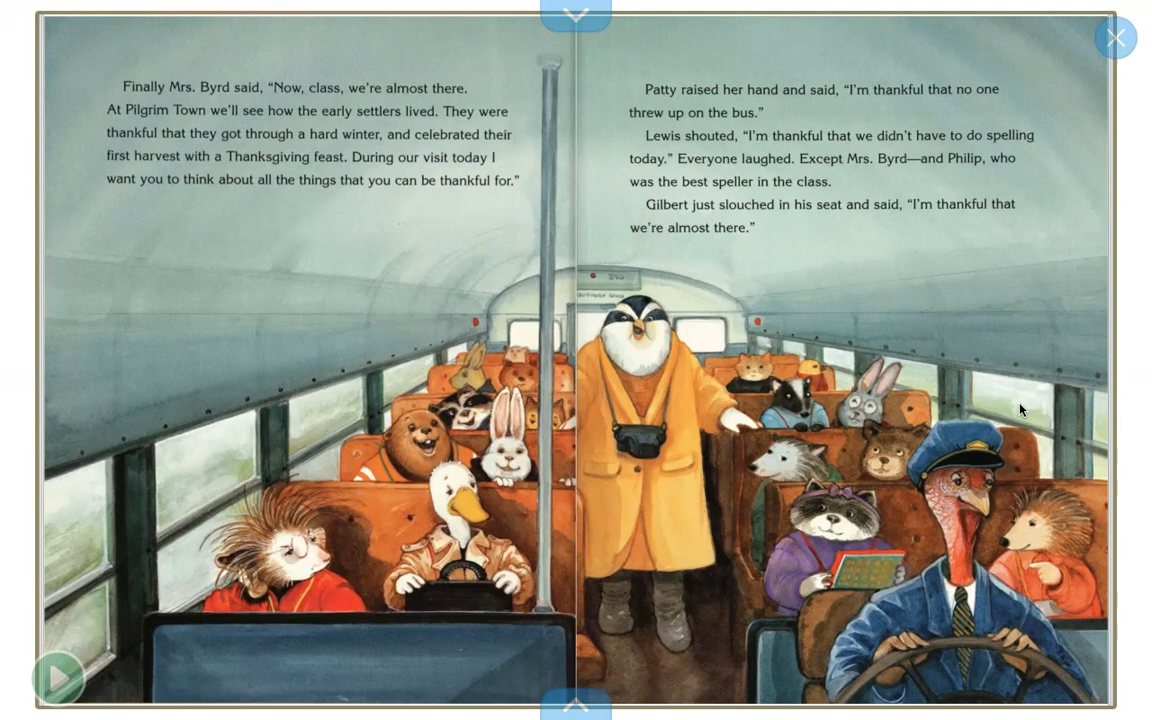 Finally Mrs. Byrd said, “Now, class, we’re almost there.
At Pilgrim Town we’ll see how the early settlers lived. They were
thankful that they got through a hard winter, and celebrated their
first harvest with a Thanksgiving feast. During our visit today I
want you to think about all the things that you can be thankful for.”
Patty raised her hand and said, “I’m thankful that no one
threw up on the bus.”
Lewis shouted, “I’m thankful that we didn’t have to do spelling
today.” Everyone laughed. Except Mrs. Byrd—and Philip, who
was the best speller in the class.
Gilbert just slouched in his seat and said, “I’m thankful that
we’re almost there.”